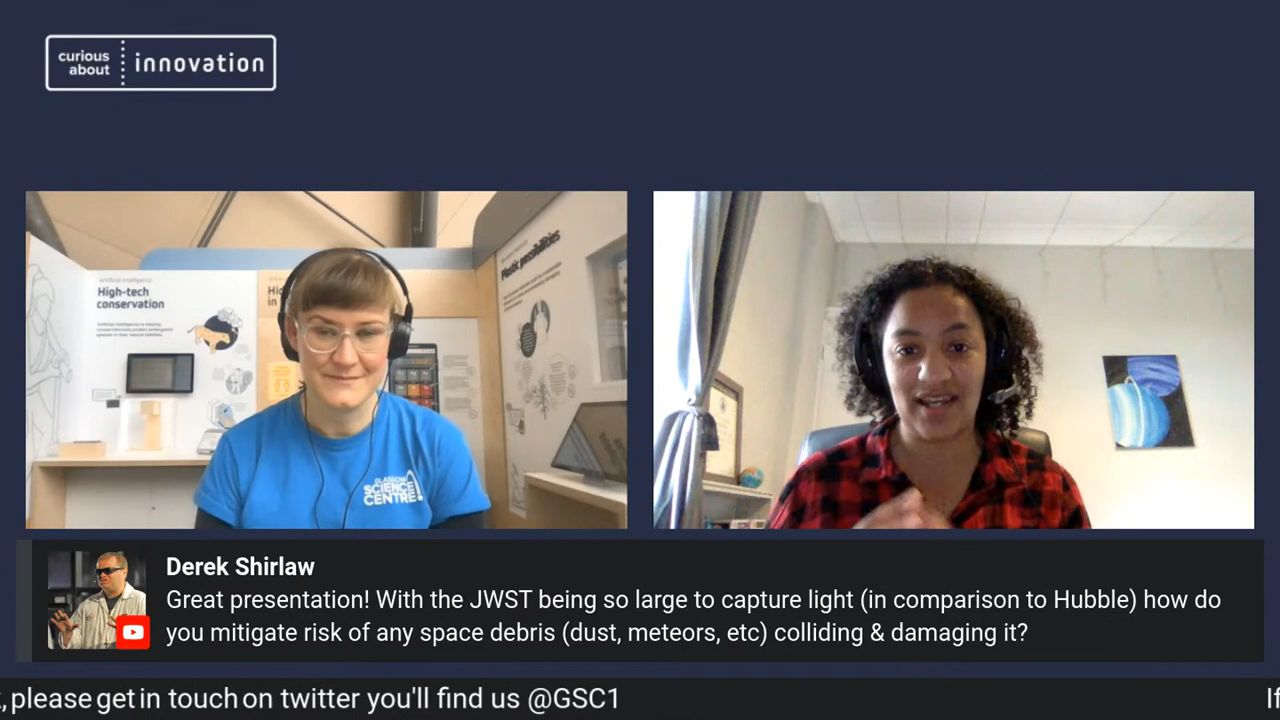 curious
about
innovation
Artificial intelligence
High-tech
conservation
Plastic possibilities
GLASGOW
SCIENCE
CENTRE
Derek Shirlaw
Great presentation! With the JWST being so large to capture light (in comparison to Hubble) how do
you mitigate risk of any space debris (dust, meteors, etc) colliding & damaging it?
, please get in touch on twitter you'll find us @GSC1
If